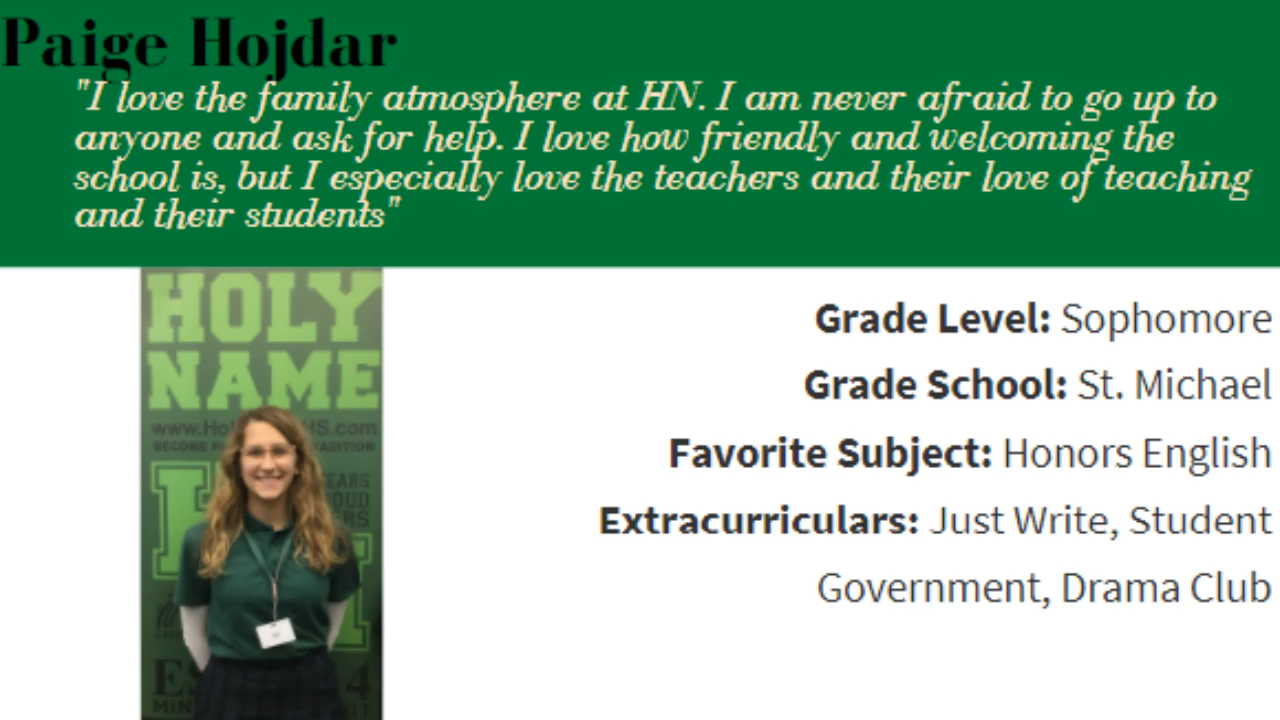 Paige Hojdar
"I love the family atmosphere at HN. I am never afraid to go up to
anyone and ask for help. I love how friendly and welcoming the
school is, but I especially love the teachers and their love of teaching
and their students"
HOLY
NAME
Grade Level: Sophomore
Grade School: St. Michael
Favorite Subject: Honors English
Extracurriculars: Just Write, Student
Government, Drama Club